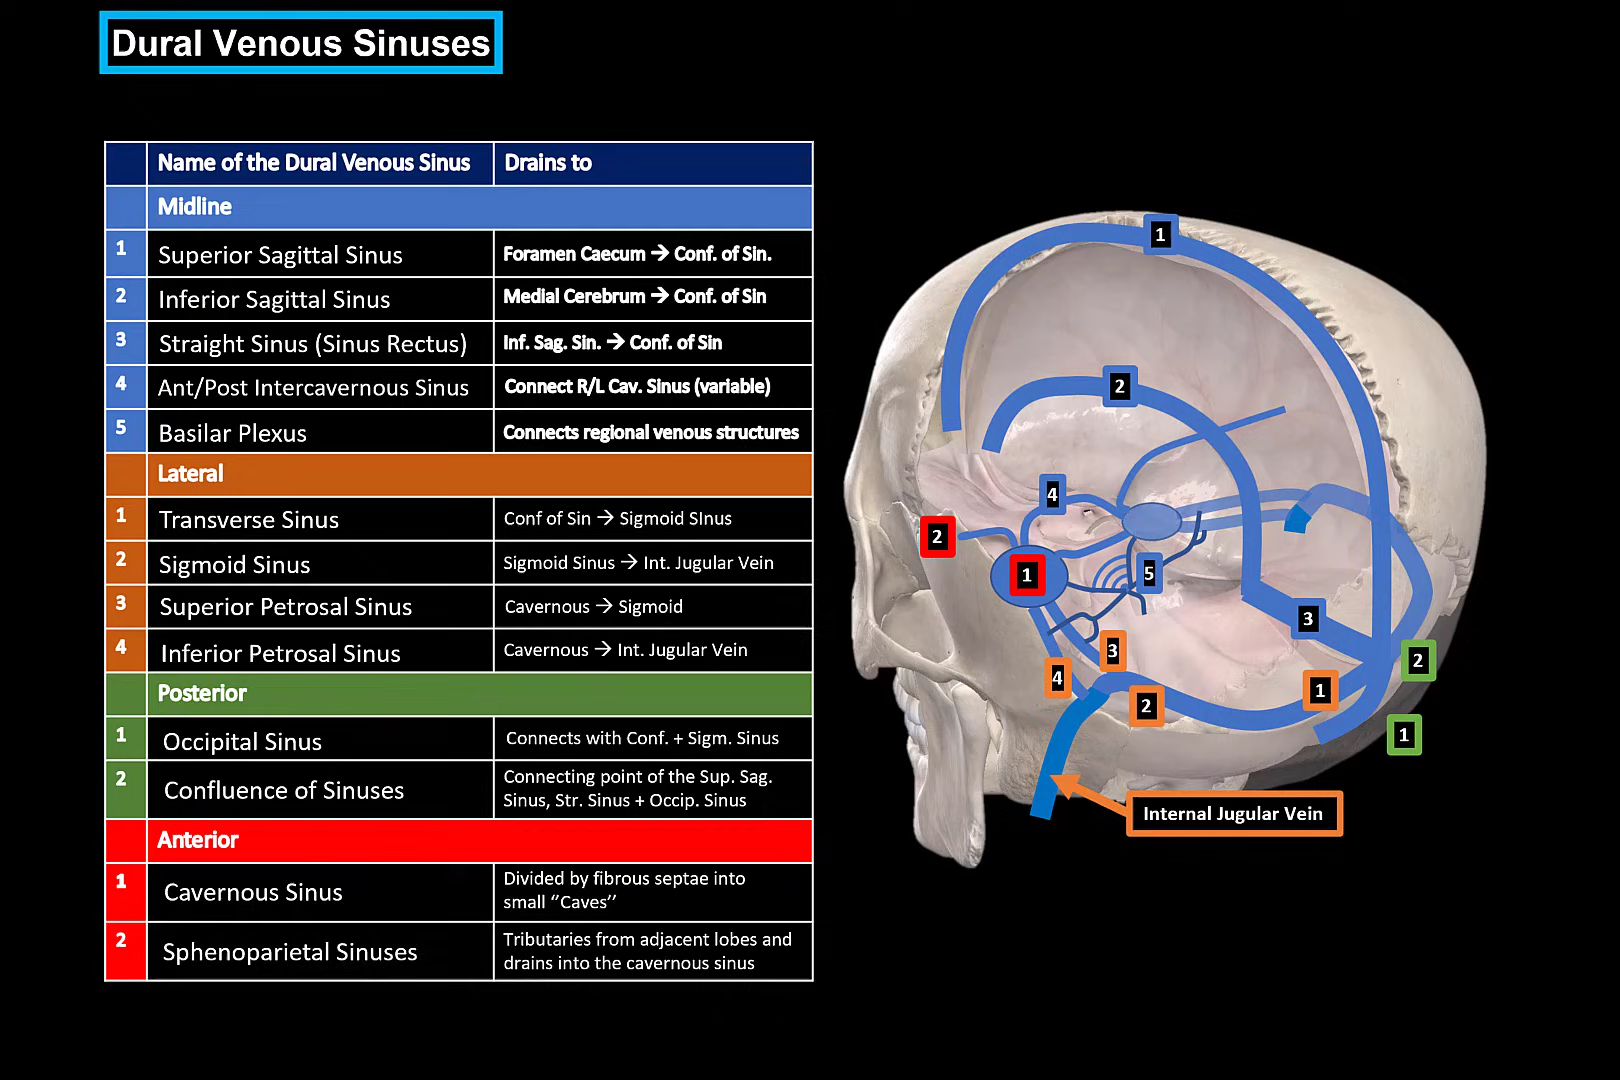 Dural Venous Sinuses
Name of the Dural Venous Sinus Drains to
Midline
1 Superior Sagittal Sinus Foramen Caecum → Conf. of Sin.
2 Inferior Sagittal Sinus Medial Cerebrum → Conf. of Sin
3 Straight Sinus (Sinus Rectus) Inf. Sag. Sin. → Conf. of Sin
4 Ant/Post Intercavernous Sinus Connect R/L Cav. Sinus (variable)
5 Basilar Plexus Connects regional venous structures
Lateral
1 Transverse Sinus Conf of Sin → Sigmoid SInus
2 Sigmoid Sinus Sigmoid Sinus → Int. Jugular Vein
3 Superior Petrosal Sinus Cavernous → Sigmoid
4 Inferior Petrosal Sinus Cavernous → Int. Jugular Vein
Posterior
1 Occipital Sinus Connects with Conf. + Sigm. Sinus
2 Confluence of Sinuses Connecting point of the Sup. Sag.
Sinus, Str. Sinus + Occip. Sinus
Anterior
1 Cavernous Sinus Divided by fibrous septae into
small “Caves”
2 Sphenoparietal Sinuses Tributaries from adjacent lobes and
drains into the cavernous sinus
1
2
4
2
1
5
3
3
2
4
1
2
1
Internal Jugular Vein